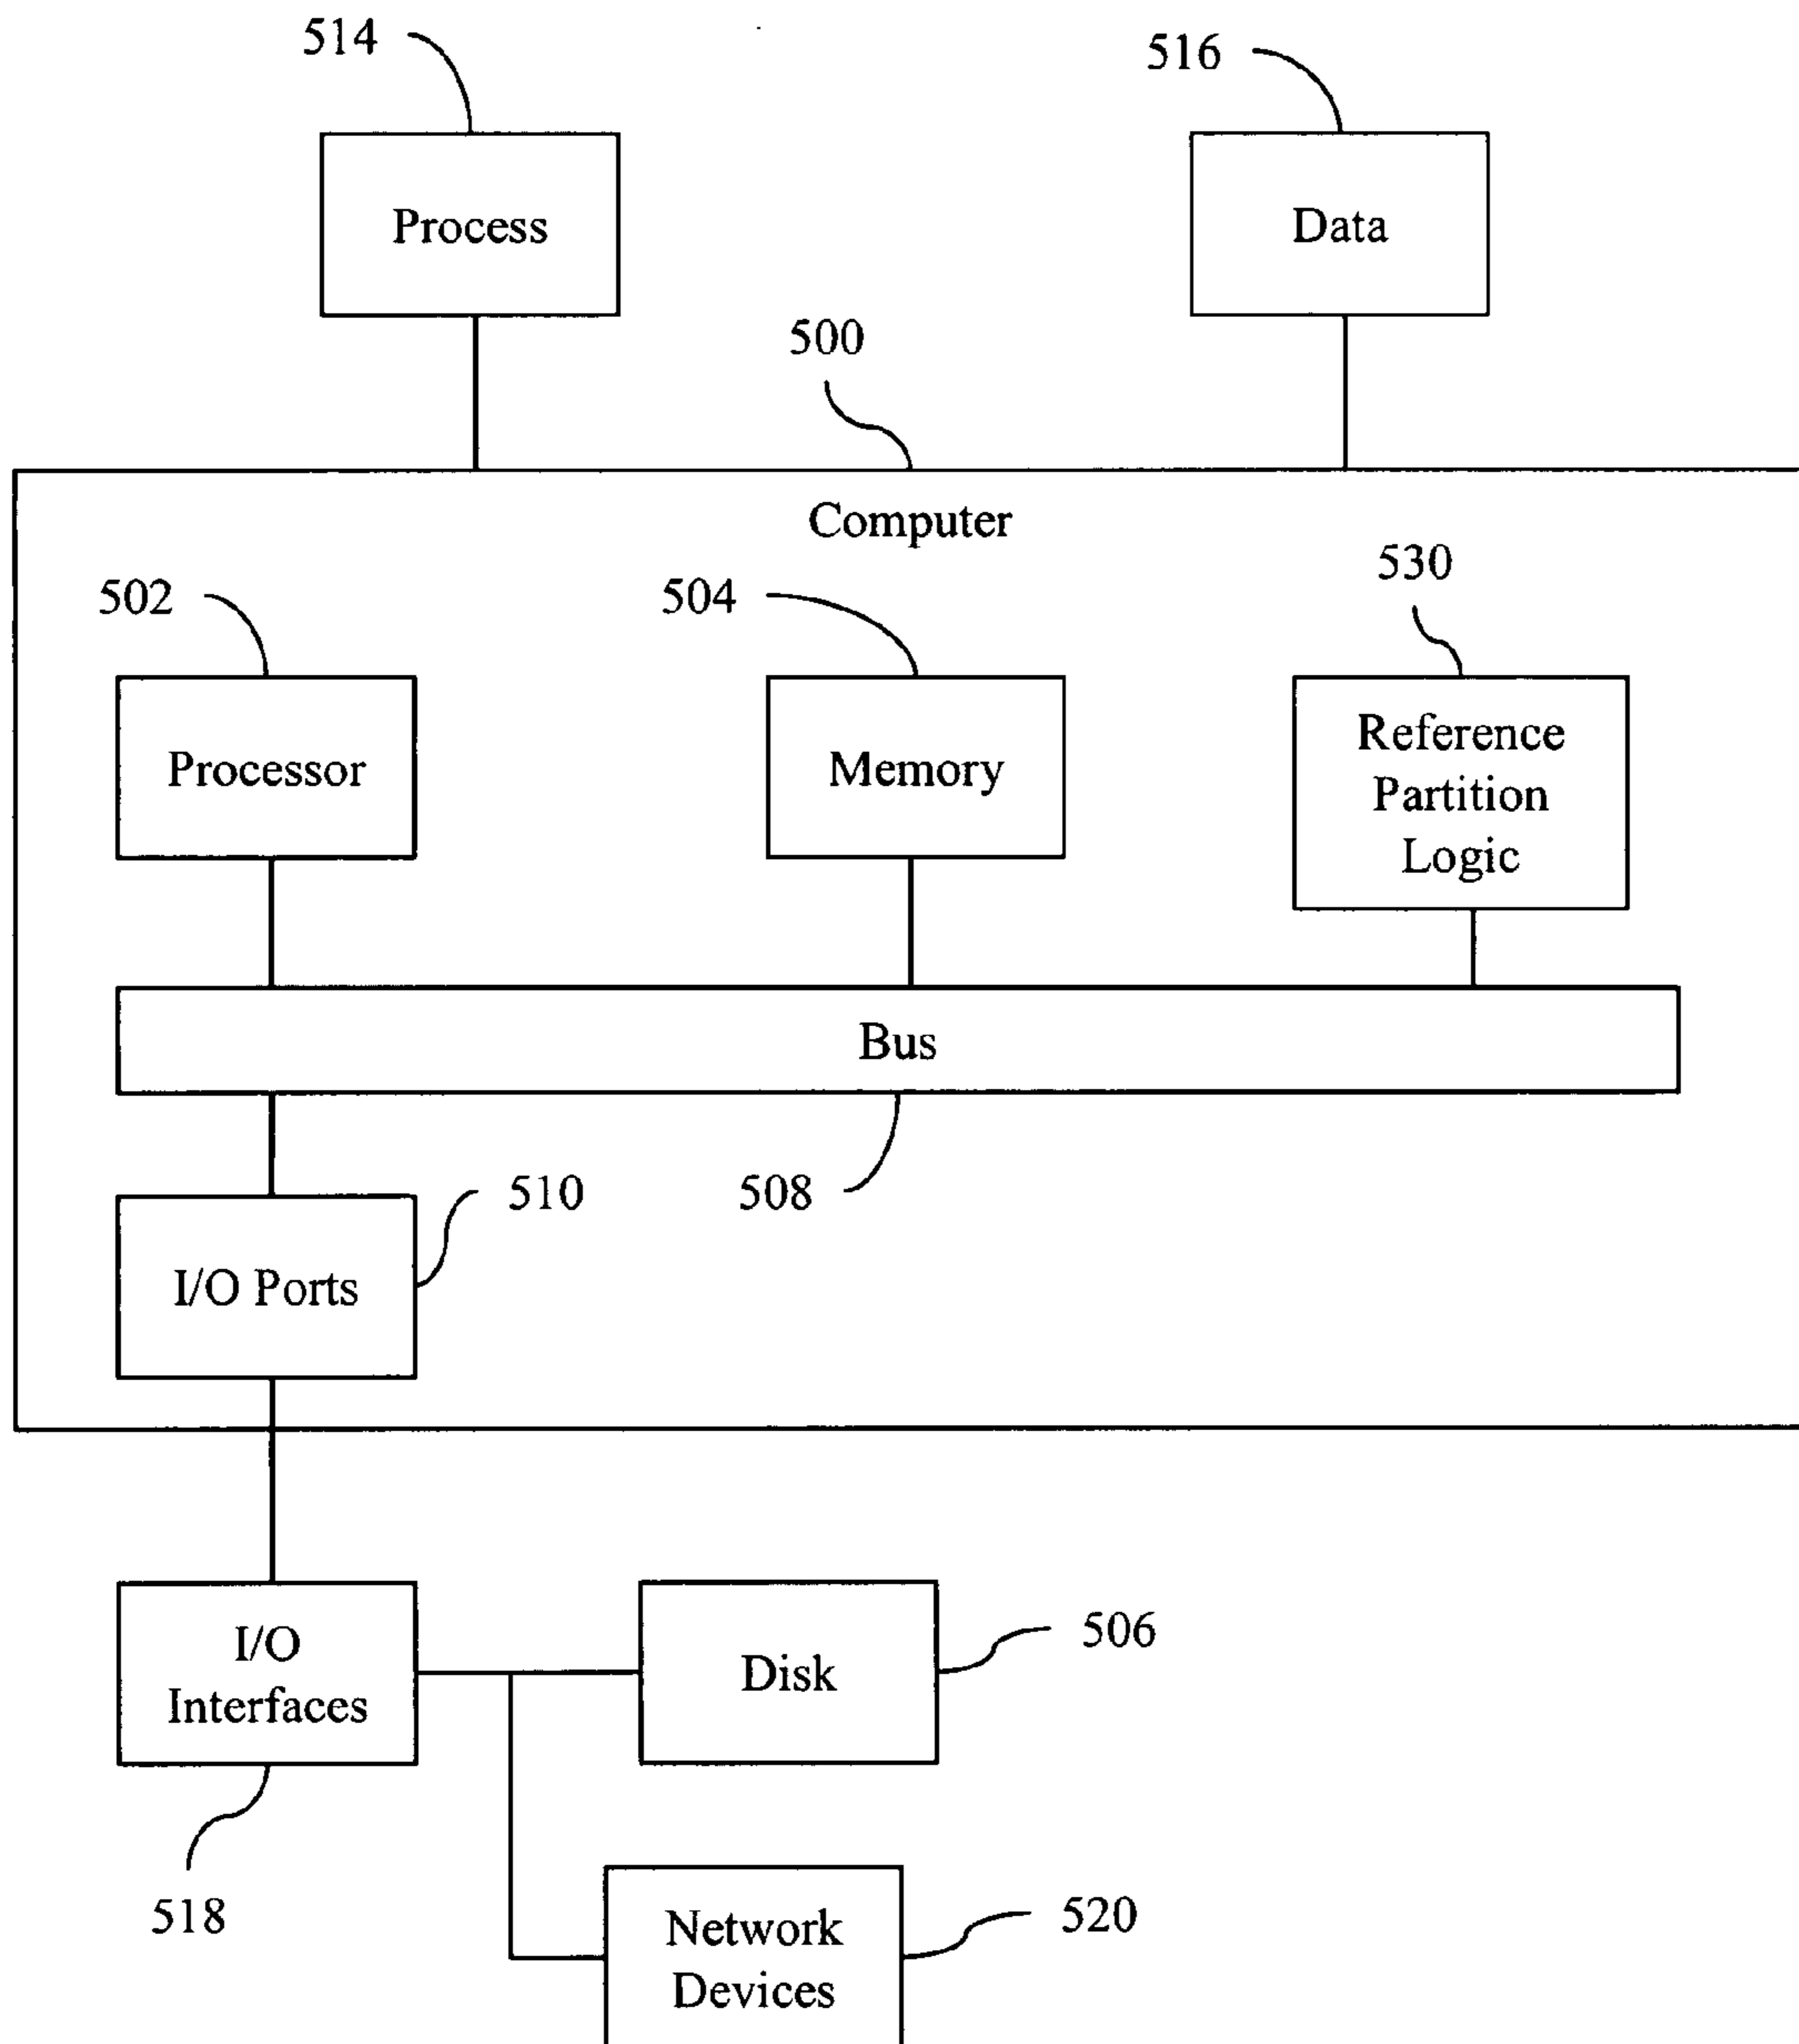 514
516
Process
Data
500
Computer
502
504
530
Processor
Memory
Reference
Partition
Logic
Bus
510
508
I/O Ports
I/O
Interfaces
Disk
506
518
Network
Devices
520